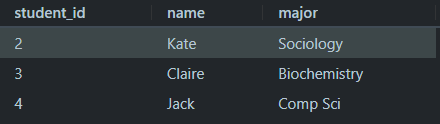 student_id name major
2 Kate Sociology
3 Claire Biochemistry
4 Jack Comp Sci